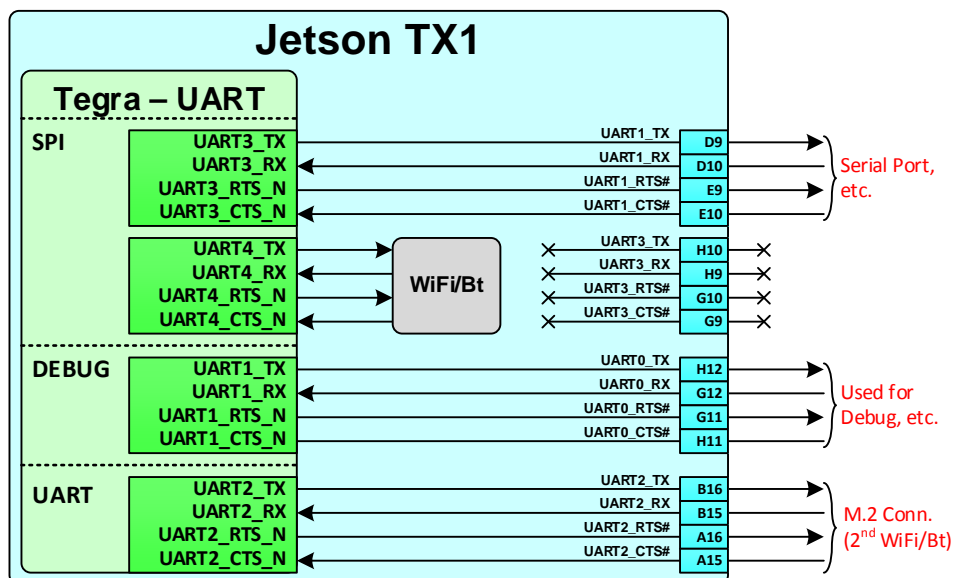 Jetson TX1
Tegra – UART
SPI
UART3_TX
UART3_RX
UART3_RTS_N
UART3_CTS_N
UART1_TX
UART1_RX
UART1_RTS#
UART1_CTS#
D9
D10
E9
E10
Serial Port,
etc.
UART4_TX
UART4_RX
UART4_RTS_N
UART4_CTS_N
WiFi/Bt
UART3_TX
UART3_RX
UART3_RTS#
UART3_CTS#
H10
H9
G10
G9
DEBUG
UART1_TX
UART1_RX
UART1_RTS_N
UART1_CTS_N
UART0_TX
UART0_RX
UART0_RTS#
UART0_CTS#
H12
G12
G11
H11
Used for
Debug, etc.
UART
UART2_TX
UART2_RX
UART2_RTS_N
UART2_CTS_N
UART2_TX
UART2_RX
UART2_RTS#
UART2_CTS#
B16
B15
A16
A15
M.2 Conn.
(2nd WiFi/Bt)